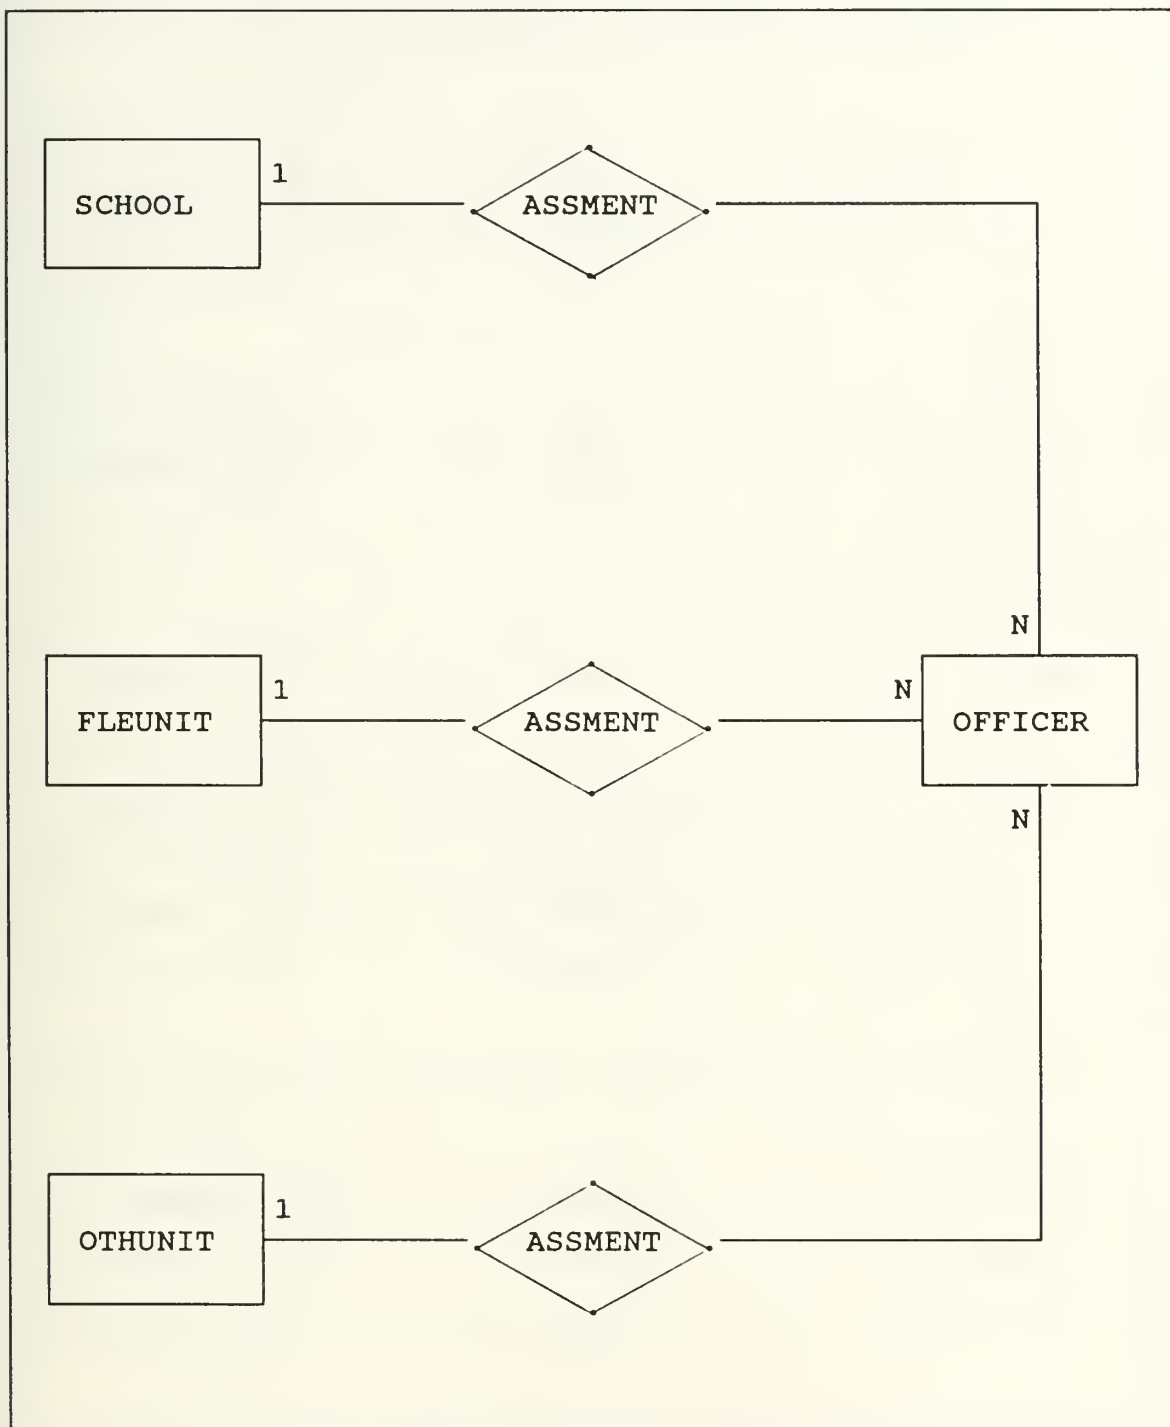 1
SCHOOL
ASSMENT
N
1
N
FLEUNIT
ASSMENT
OFFICER
N
1
OTHUNIT
ASSMENT